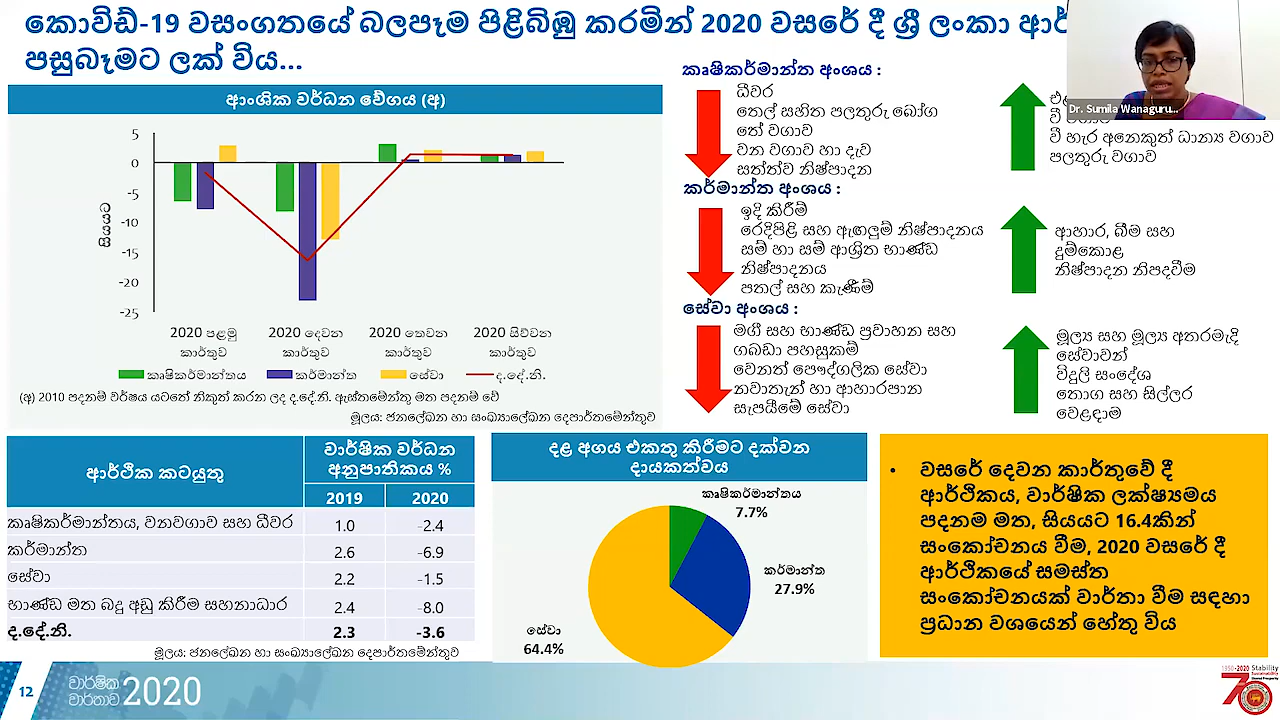 කොවිඩ්-19 වසංගතයේ බලපෑම පිළිබිඹු කරමින් 2020 වසරේ දී ශ්‍රී ලංකා
පසුබෑමට ලක් විය...
Dr. Sumila Wanaguru...
ආංශික වර්ධන වේගය (අ)
සියයට
5
0
-5
-10
-15
-20
-25
2020 පළමු කාර්තුව
2020 දෙවන කාර්තුව
2020 තෙවන කාර්තුව
2020 සිව්වන කාර්තුව
කෘෂිකර්මාන්තය කර්මාන්ත සේවා ද.දේ.නි.
(අ) 2010 පදනම් වර්ෂය යටතේ නිකුත් කරන ලද ද.දේ.නි. ඇස්තමේන්තු මත පදනම් වේ
මූලය: ජනලේඛන හා සංඛ්‍යාලේඛන දෙපාර්තමේන්තුව
කෘෂිකර්මාන්ත අංශය :
ධීවර
තෙල් සහිත පලතුරු බෝග
තේ වගාව
වන වගාව හා දැව
සත්ත්ව නිෂ්පාදන
වී හැර අනෙකුත් ධාන්‍ය වගාව
පලතුරු වගාව
කර්මාන්ත අංශය :
ඉදි කිරීම්
රෙදිපිළි සහ ඇඟලුම් නිෂ්පාදනය
සම් හා සම් ආශ්‍රිත භාණ්ඩ
නිෂ්පාදනය
පතල් සහ කැණීම්
ආහාර, බීම සහ
දුම්කොළ
නිෂ්පාදන නිපදවීම
සේවා අංශය :
මගී සහ භාණ්ඩ ප්‍රවාහන සහ
ගබඩා පහසුකම්
වෙනත් පෞද්ගලික සේවා
නවාතැන් හා ආහාරපාන
සැපයීමේ සේවා
මූල්‍ය සහ මූල්‍ය අතරමැදි
සේවාවන්
විදුලි සංදේශ
තොග සහ සිල්ලර
වෙළඳාම
ආර්ථික කටයුතු
වාර්ෂික වර්ධන
අනුපාතිකය %
2019 2020
කෘෂිකර්මාන්තය, වනවගාව සහ ධීවර 1.0 -2.4
කර්මාන්ත 2.6 -6.9
සේවා 2.2 -1.5
භාණ්ඩ මත බදු අඩු කිරීම සහනාධාර 2.4 -8.0
ද.දේ.නි. 2.3 -3.6
මූලය: ජනලේඛන හා සංඛ්‍යාලේඛන දෙපාර්තමේන්තුව
දළ අගය එකතු කිරීමට දක්වන
දායකත්වය
කෘෂිකර්මාන්තය
7.7%
කර්මාන්ත
27.9%
සේවා
64.4%
• වසරේ දෙවන කාර්තුවේ දී
ආර්ථිකය, වාර්ෂික ලක්ෂ්‍යමය
පදනම මත, සියයට 16.4කින්
සංකෝචනය වීම, 2020 වසරේ දී
ආර්ථිකයේ සමස්ත
සංකෝචනයක් වාර්තා වීම සඳහා
ප්‍රධාන වශයෙන් හේතු විය
12
වාර්ෂික
වාර්තාව 2020
1950-2020 Stability
70